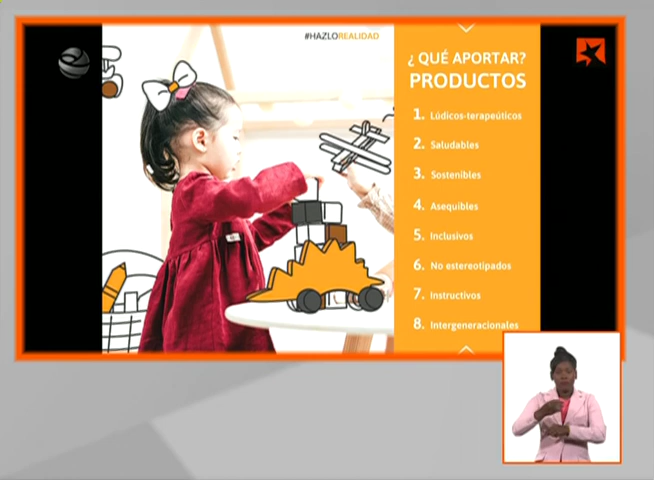 #HAZLOREALIDAD
¿ QUÉ APORTAR?
PRODUCTOS
1. Lúdicos-terapeúticos
2. Saludables
3. Sostenibles
4. Asequibles
5. Inclusivos
6. No estereotipados
7. Instructivos
8. Intergeneracionales